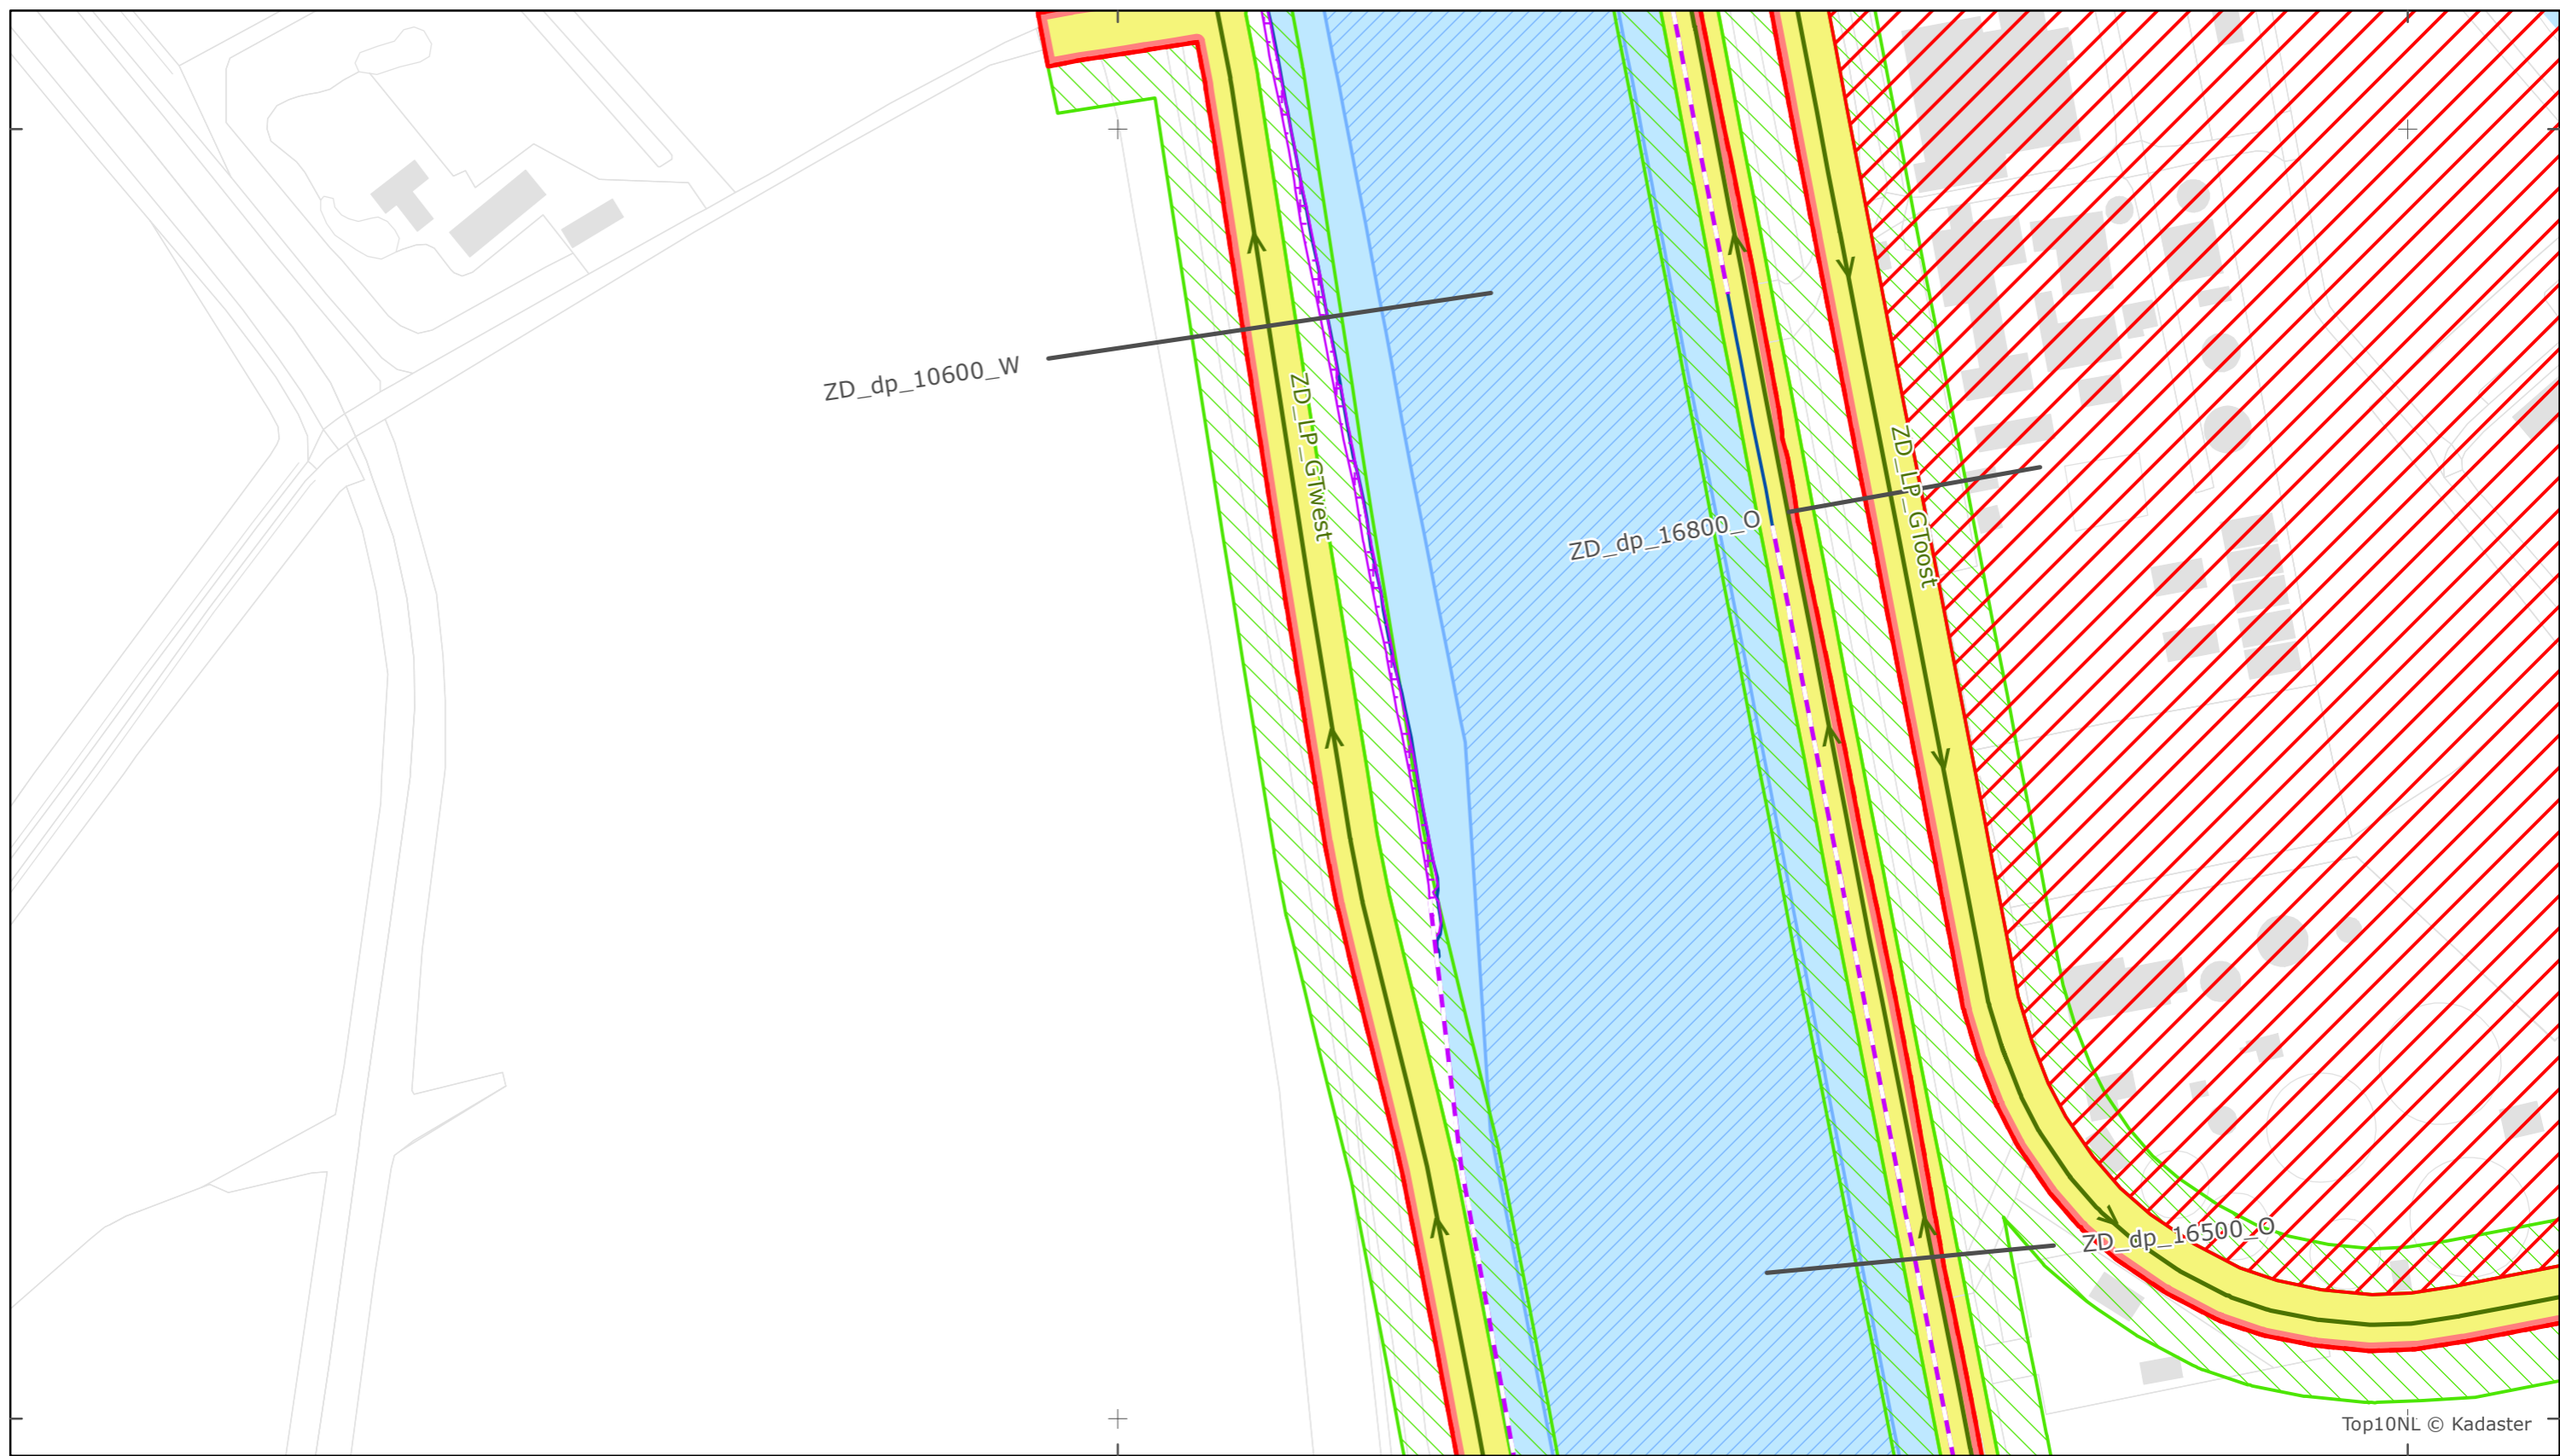 ZD_dp_10600_W
ZD_LP_GTwest
ZD_LP_GToost
ZD_dp_16800_O
ZD_dp_16500_O
Top10NL © Kadaster